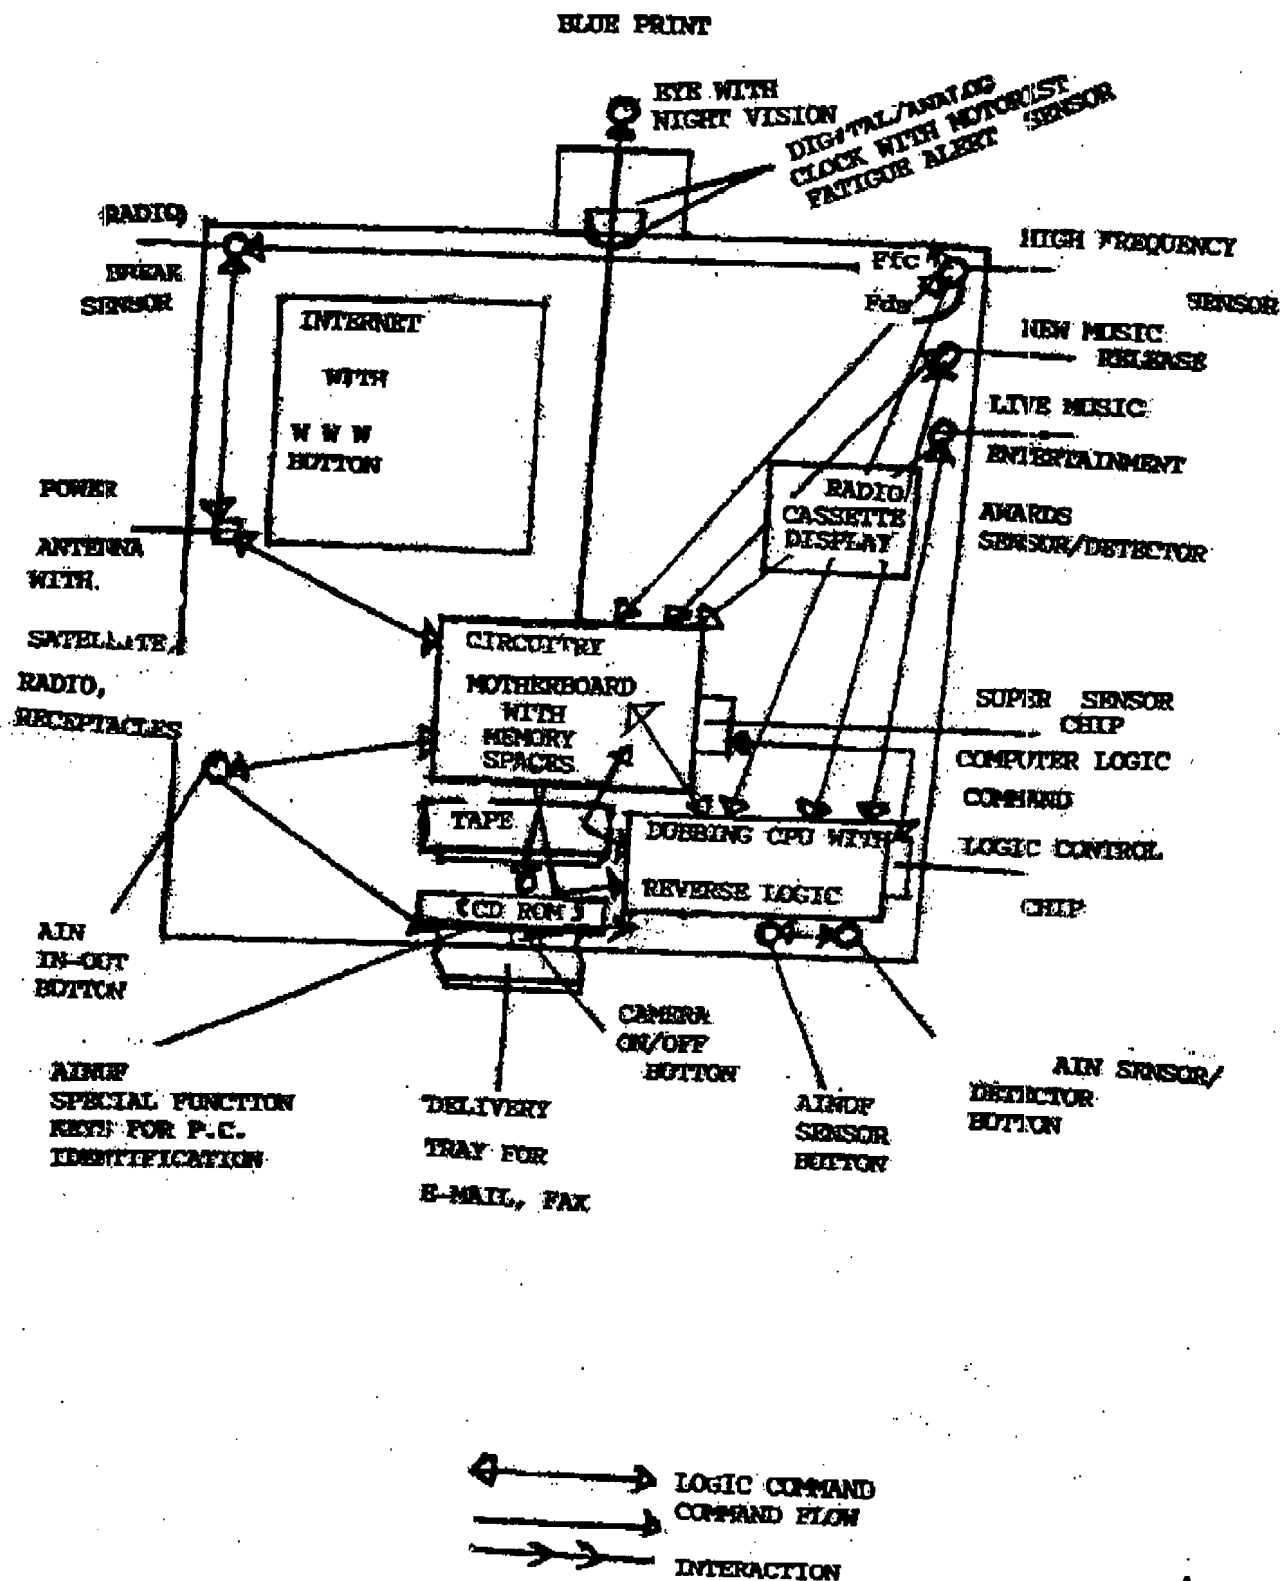 BLUE PRINT
EYE WITH
NIGHT VISION
DIGITAL/ANALOG
CLOCK WITH MOTORIST
FATIGUE ALERT SENSOR
RADIO,
BREAK
SENSOR
Ffc
HIGH FREQUENCY
SENSOR
INTERNET
WITH
W W W
BUTTON
NEW MUSIC
RELEASE
LIVE MUSIC
ENTERTAINMENT
AWARDS
SENSOR/DETECTOR
RADIO/
CASSETTE
DISPLAY
POWER
ANTENNA
WITH
SATELLITE,
RADIO,
RECEPTACLES
CIRCUITRY
MOTHERBOARD
WITH
MEMORY
SPACES
SUPER SENSOR
CHIP
COMPUTER LOGIC
COMMAND
LOGIC CONTROL
CHIP
TAPE
DUBBING CPU WITH
REVERSE LOGIC
(CD ROM)
AIN
IN-OUT
BUTTON
CAMERA
ON/OFF
BUTTON
AINDF
SPECIAL FUNCTION
KEYS FOR P.C.
IDENTIFICATION
DELIVERY
TRAY FOR
E-MAIL, FAX
AINDF
SENSOR
BUTTON
AIN SENSOR/
DETECTOR
BUTTON
LOGIC COMMAND
COMMAND FLOW
INTERACTION